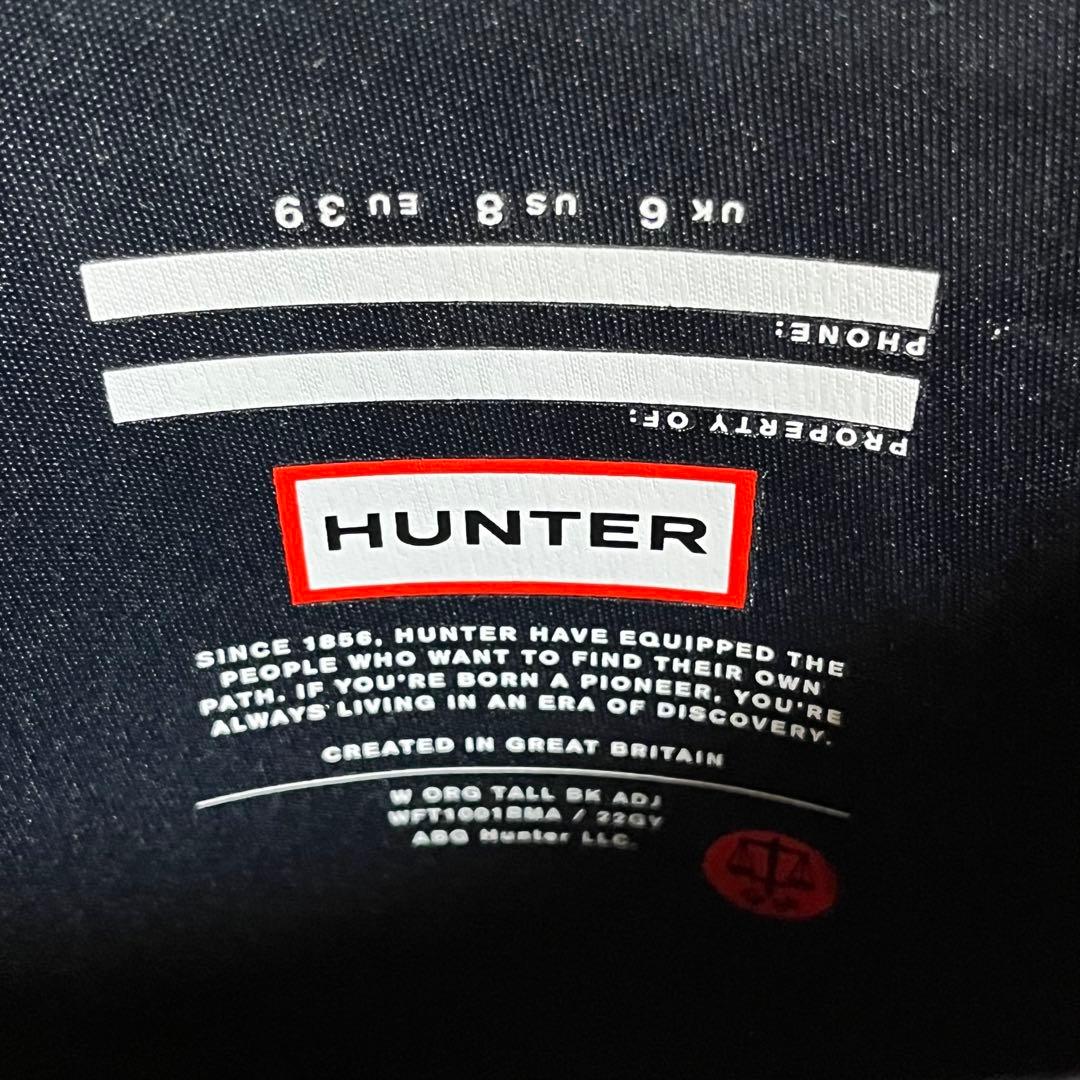 UK 6 US 8 EU 39
PHONE:
PROPERTY OF:
HUNTER
SINCE 1856, HUNTER HAVE EQUIPPED THE
PEOPLE WHO WANT TO FIND THEIR OWN
PATH. IF YOU'RE BORN A PIONEER, YOU'RE
ALWAYS LIVING IN AN ERA OF DISCOVERY.
CREATED IN GREAT BRITAIN
W ORG TALL BK ADJ
WFT1001RMA / 22GY
ABG Hunter LLC.